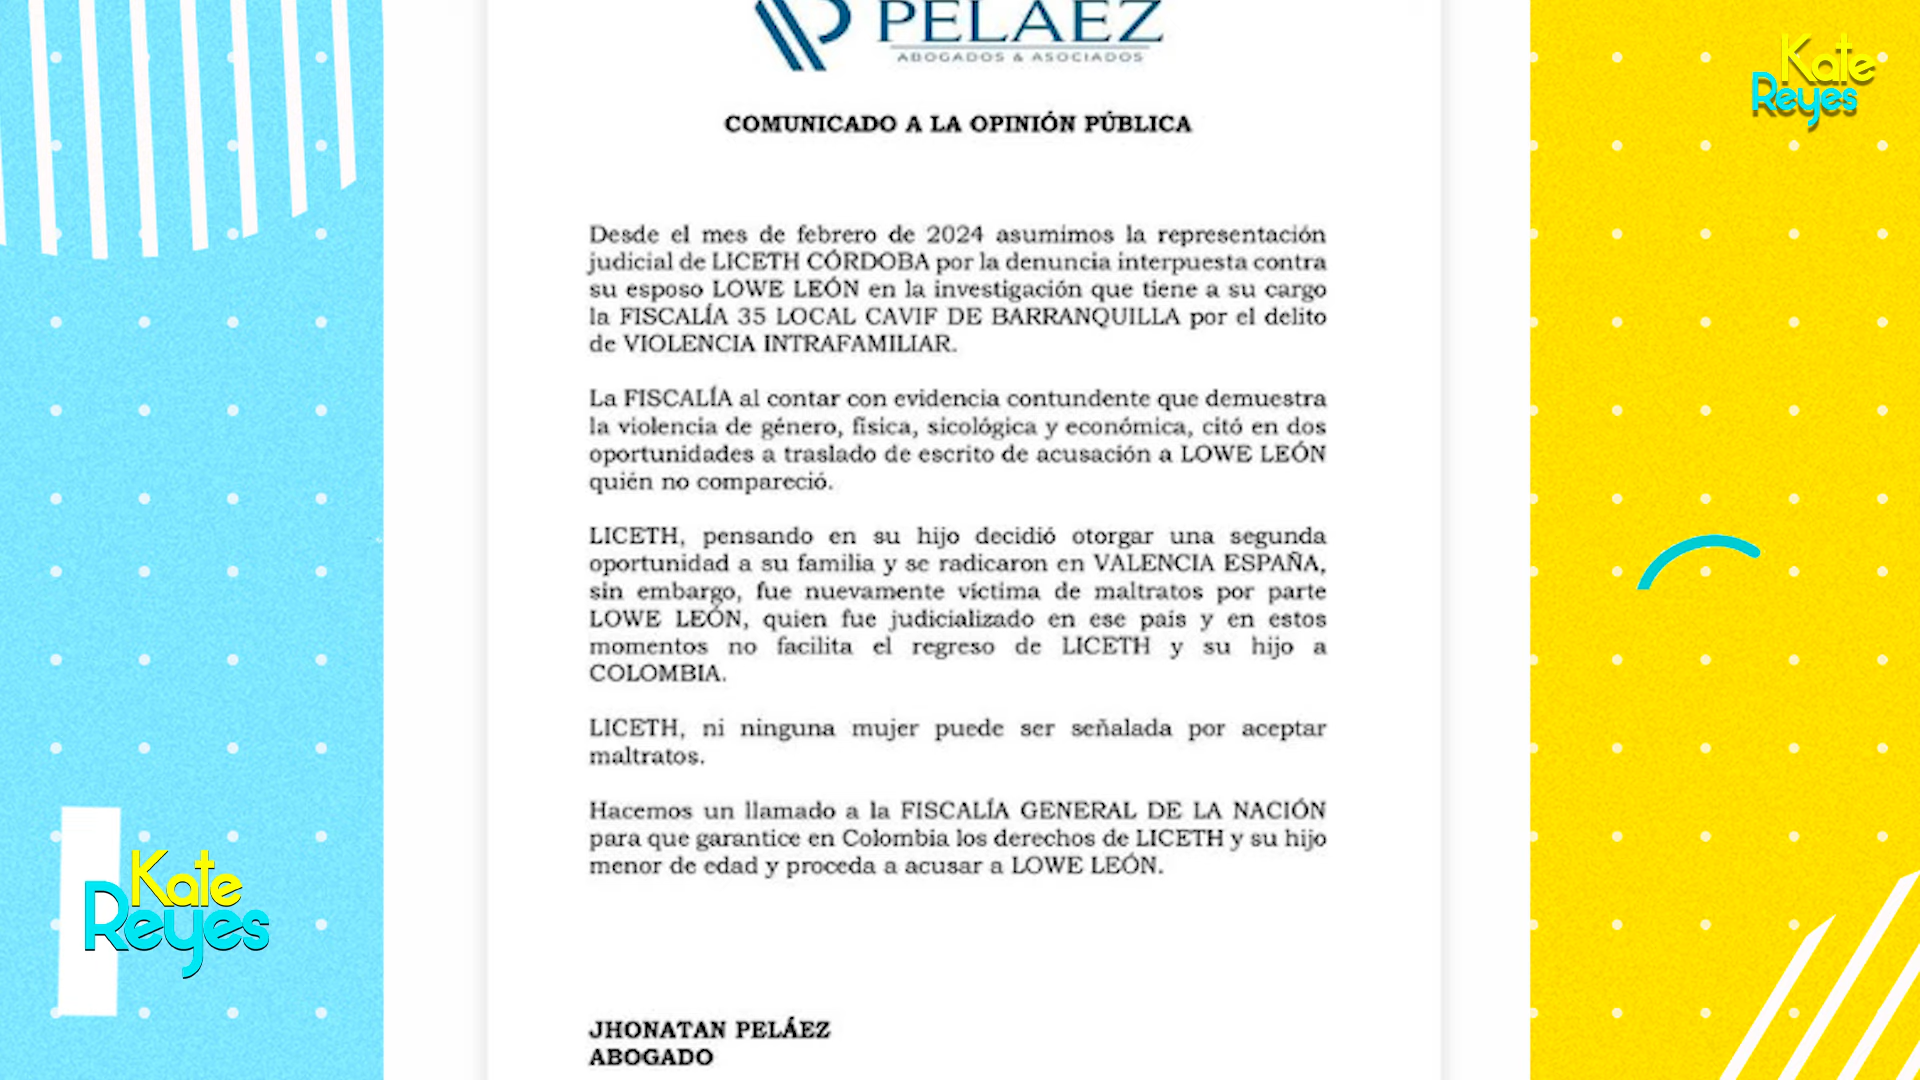 PELAEZ
ABOGADOS & ASOCIADOS
Kate
Reyes
COMUNICADO A LA OPINIÓN PÚBLICA
Desde el mes de febrero de 2024 asumimos la representación
judicial de LICETH CÓRDOBA por la denuncia interpuesta contra
su esposo LOWE LEÓN en la investigación que tiene a su cargo
la FISCALÍA 35 LOCAL CAVIF DE BARRANQUILLA por el delito
de VIOLENCIA INTRAFAMILIAR.
La FISCALÍA al contar con evidencia contundente que demuestra
la violencia de género, física, sicológica y económica, citó en dos
oportunidades a traslado de escrito de acusación a LOWE LEÓN
quién no compareció.
LICETH, pensando en su hijo decidió otorgar una segunda
oportunidad a su familia y se radicaron en VALENCIA ESPAÑA,
sin embargo, fue nuevamente víctima de maltratos por parte
LOWE LEÓN, quien fue judicializado en ese país y en estos
momentos no facilita el regreso de LICETH y su hijo a
COLOMBIA.
LICETH, ni ninguna mujer puede ser señalada por aceptar
maltratos.
Hacemos un llamado a la FISCALÍA GENERAL DE LA NACIÓN
para que garantice en Colombia los derechos de LICETH y su hijo
menor de edad y proceda a acusar a LOWE LEÓN.
Kate
Reyes
JHONATAN PELÁEZ
ABOGADO